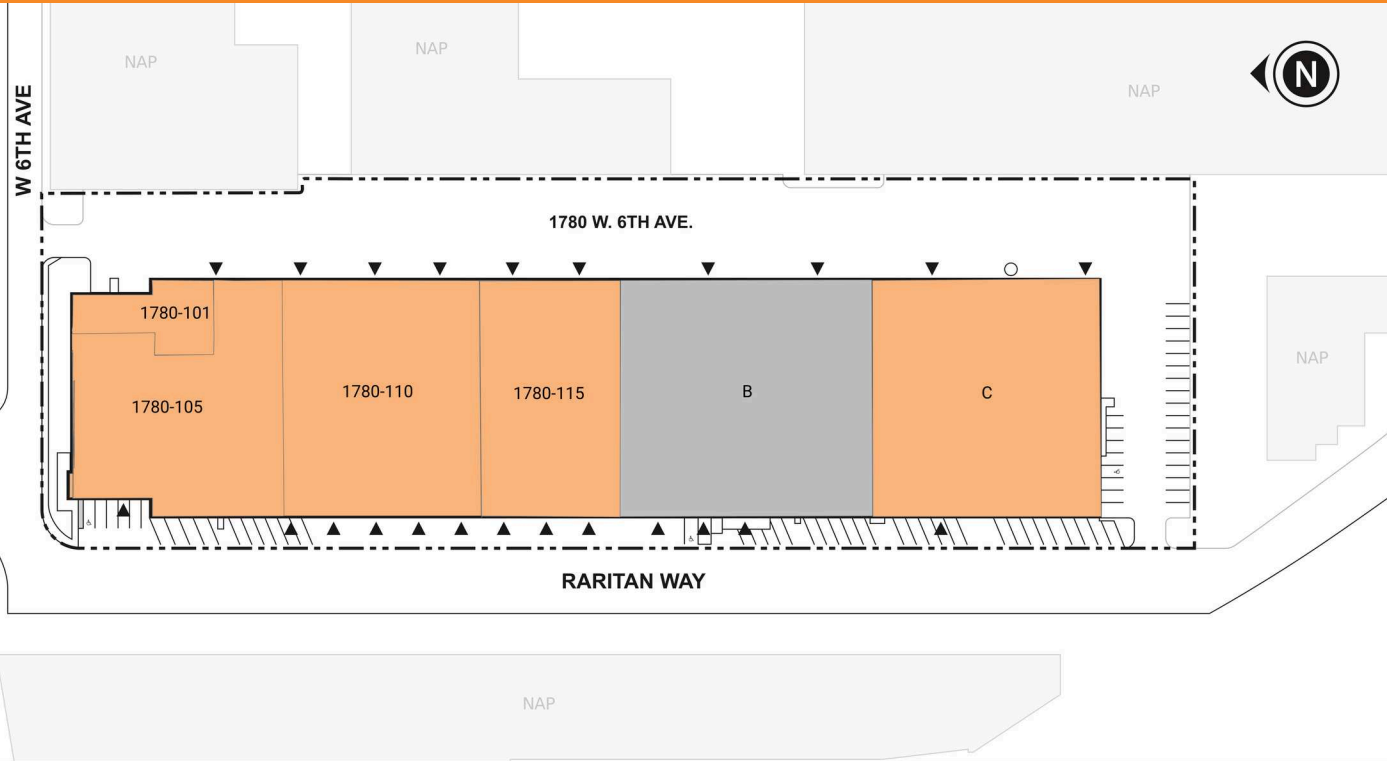 NAP
NAP
NAP
N
W 6TH AVE
1780 W. 6TH AVE.
1780-101
1780-105
1780-110
1780-115
B
C
NAP
RARITAN WAY
NAP